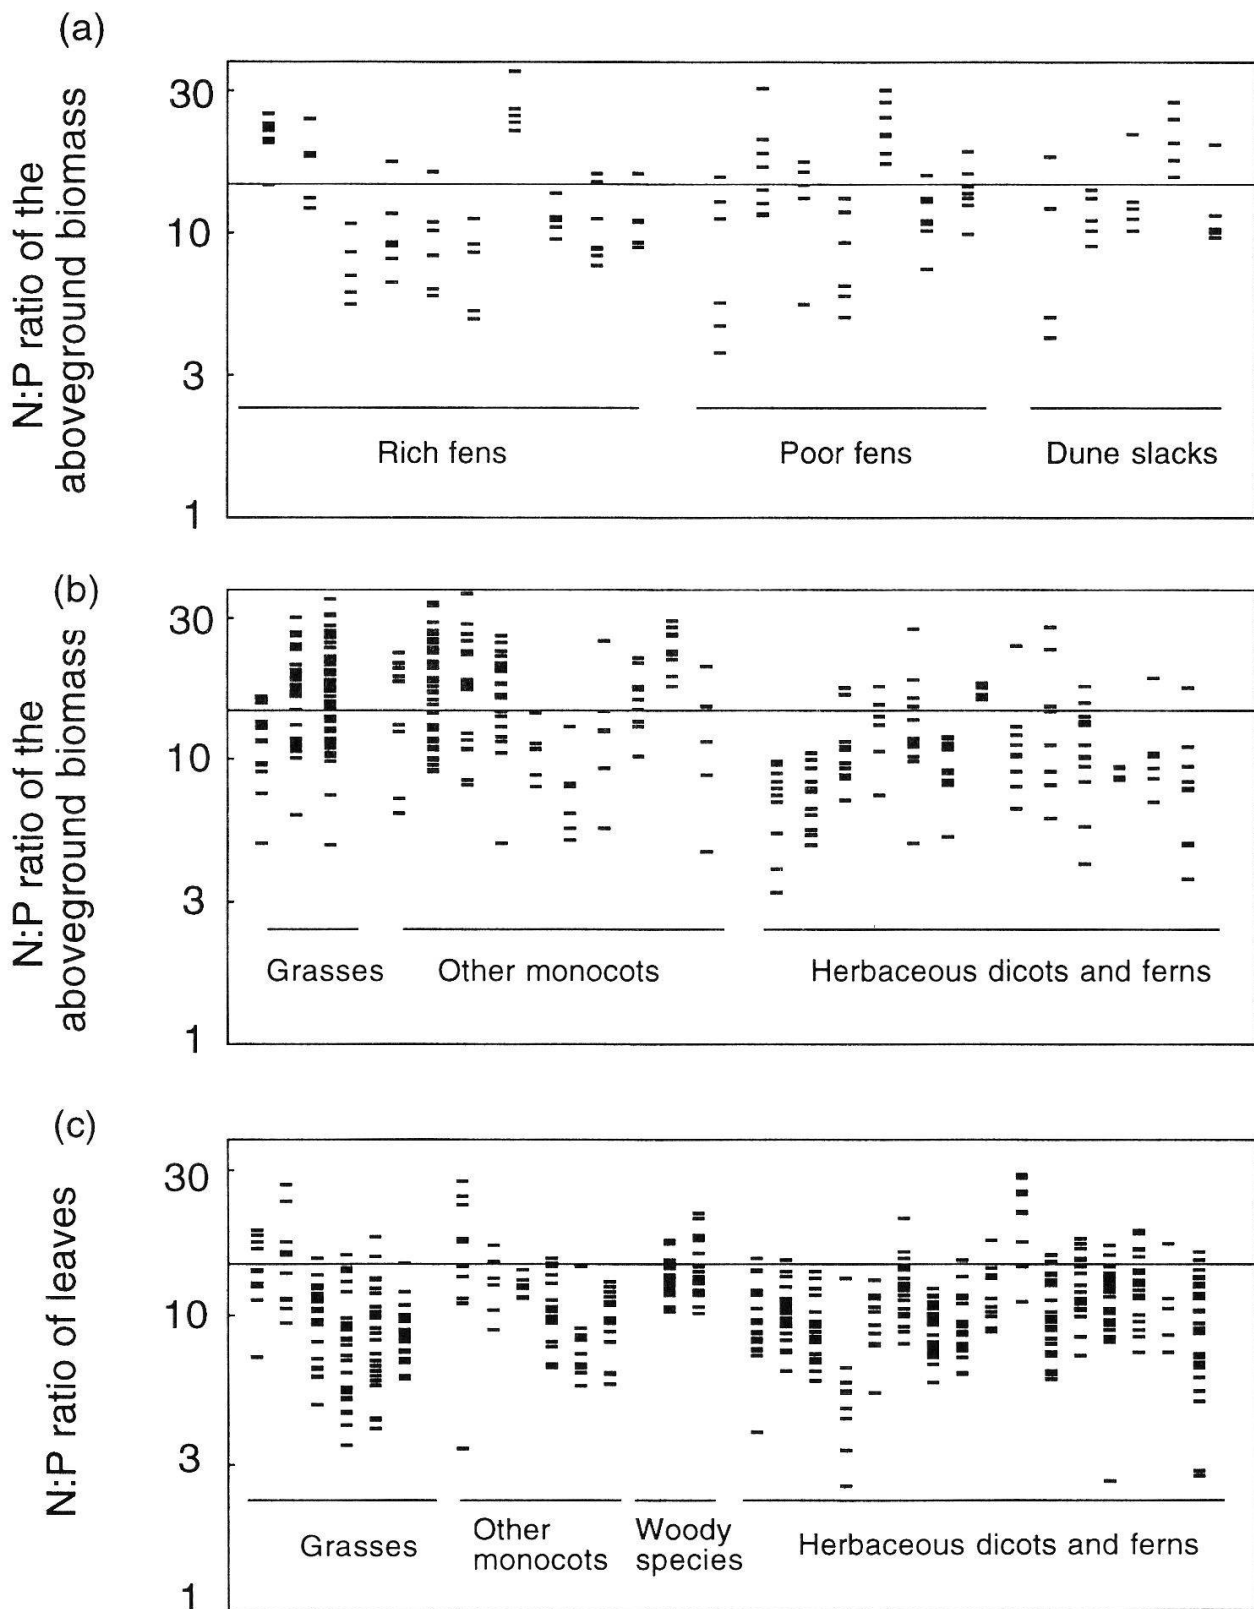 (a)
N:P ratio of the
aboveground biomass
30
10
3
1
Rich fens
Poor fens
Dune slacks
(b)
N:P ratio of the
aboveground biomass
30
10
3
1
Grasses
Other monocots
Herbaceous dicots and ferns
(c)
N:P ratio of leaves
30
10
3
1
Grasses
Other
monocots
Woody
species
Herbaceous dicots and ferns